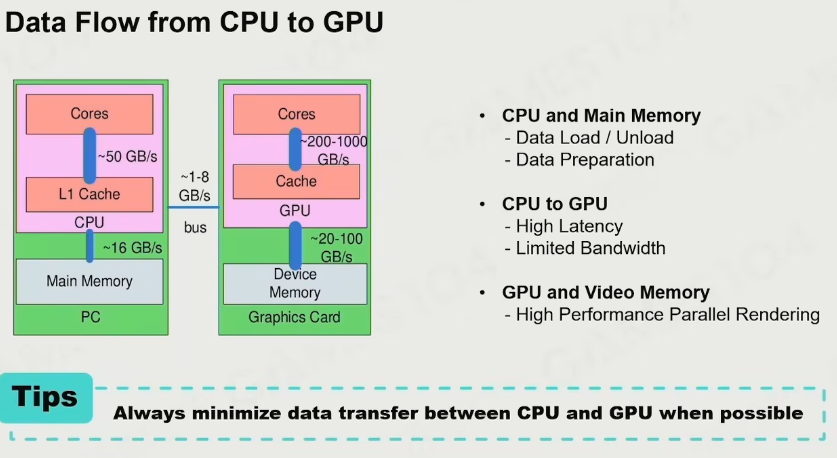 Data Flow from CPU to GPU
Cores
~50 GB/s
L1 Cache
CPU
~16 GB/s
Main Memory
PC
~1-8
GB/s
bus
Cores
~200-1000
GB/s
Cache
GPU
~20-100
GB/s
Device
Memory
Graphics Card
• CPU and Main Memory
- Data Load / Unload
- Data Preparation
• CPU to GPU
- High Latency
- Limited Bandwidth
• GPU and Video Memory
- High Performance Parallel Rendering
Tips
Always minimize data transfer between CPU and GPU when possible
GAMES104